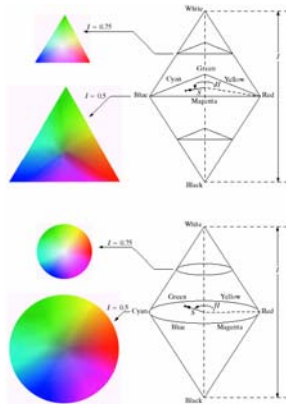 White
I = 0.75
Green
Cyan
Yellow
I = 0.5
Blue
Red
S
H
I
Magenta
Black
White
I = 0.75
I = 0.5
Green
Yellow
Cyan
Red
S
H
I
Blue
Magenta
Black